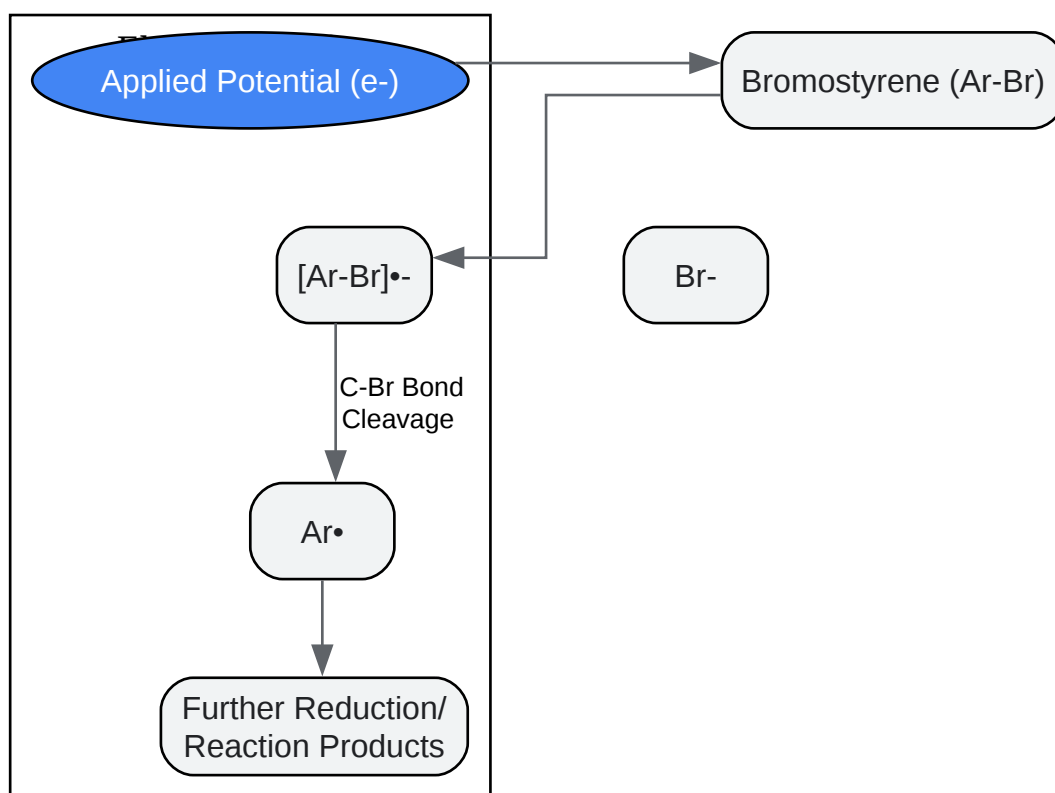 Applied Potential (e-)
Bromostyrene (Ar-Br)
[Ar-Br]•-
Br-
C-Br Bond
Cleavage
Ar•
Further Reduction/
Reaction Products